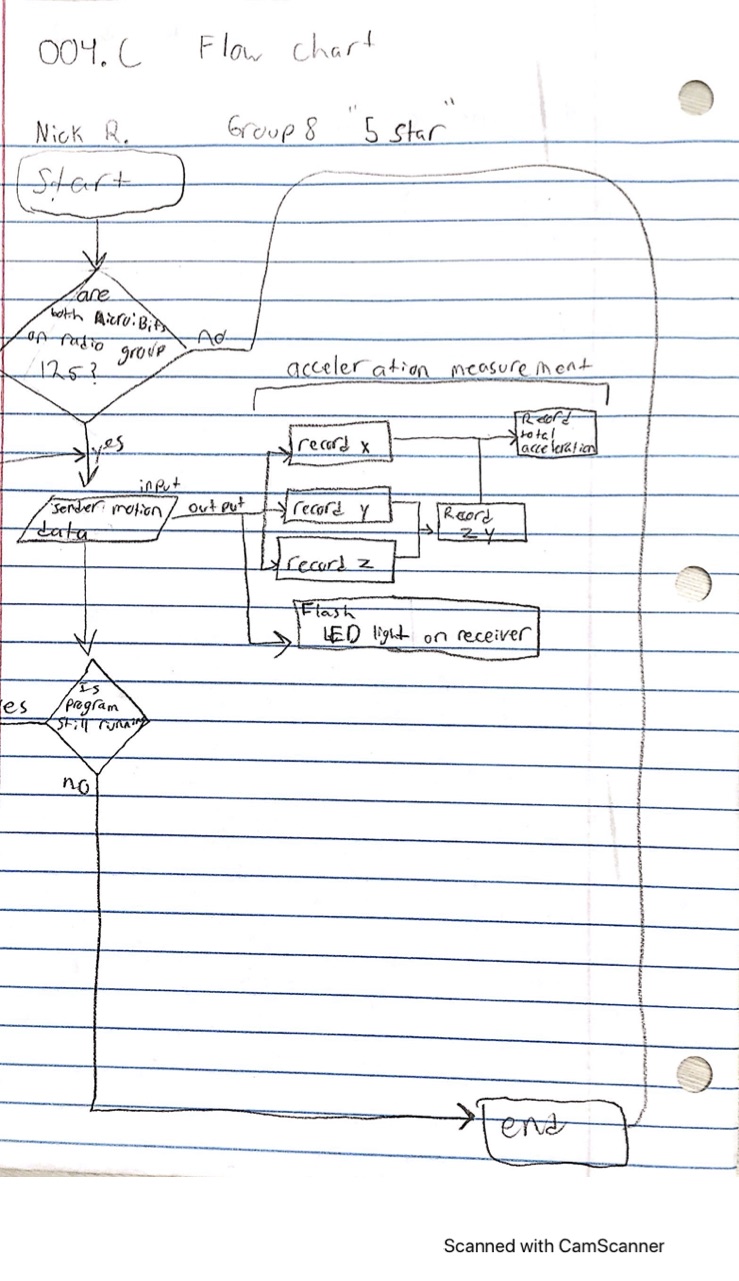 004.C Flow chart
Nick R. Group 8 "5 star"
Start
are
both Micro:Bits
on radio group
125?
no
yes
acceleration measurement
record x
Record
total
acceleration
input
sender motion
data
output
record y
Record
ZY
record z
Flash
LED light on receiver
Is
program
still running
es
no
end
Scanned with CamScanner